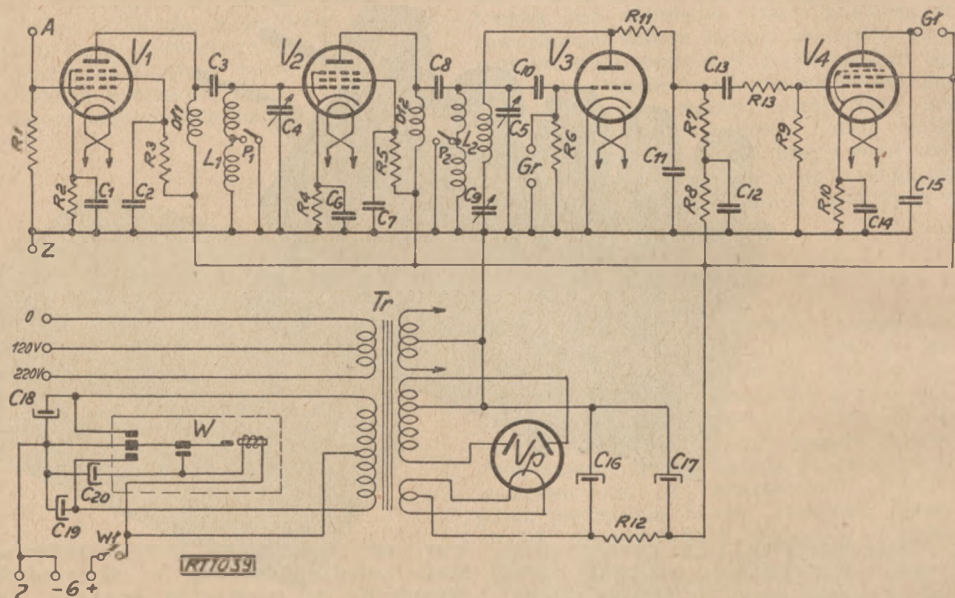 A
V1
C3
V2
C8
C10
V3
R11
C13
V4
Gł
R1
R2
C1
C2
R3
Dł1
L1
P1
C4
R4
C6
C7
R5
Dł2
P2
L2
C9
C5
Gr
R6
C11
R7
R8
C12
R13
R9
R10
C14
C15
Z
Tr
0
120V
220V
C18
W
C20
C19
Vp
C16
C17
R12
Wł
RT1039
Z -6 +